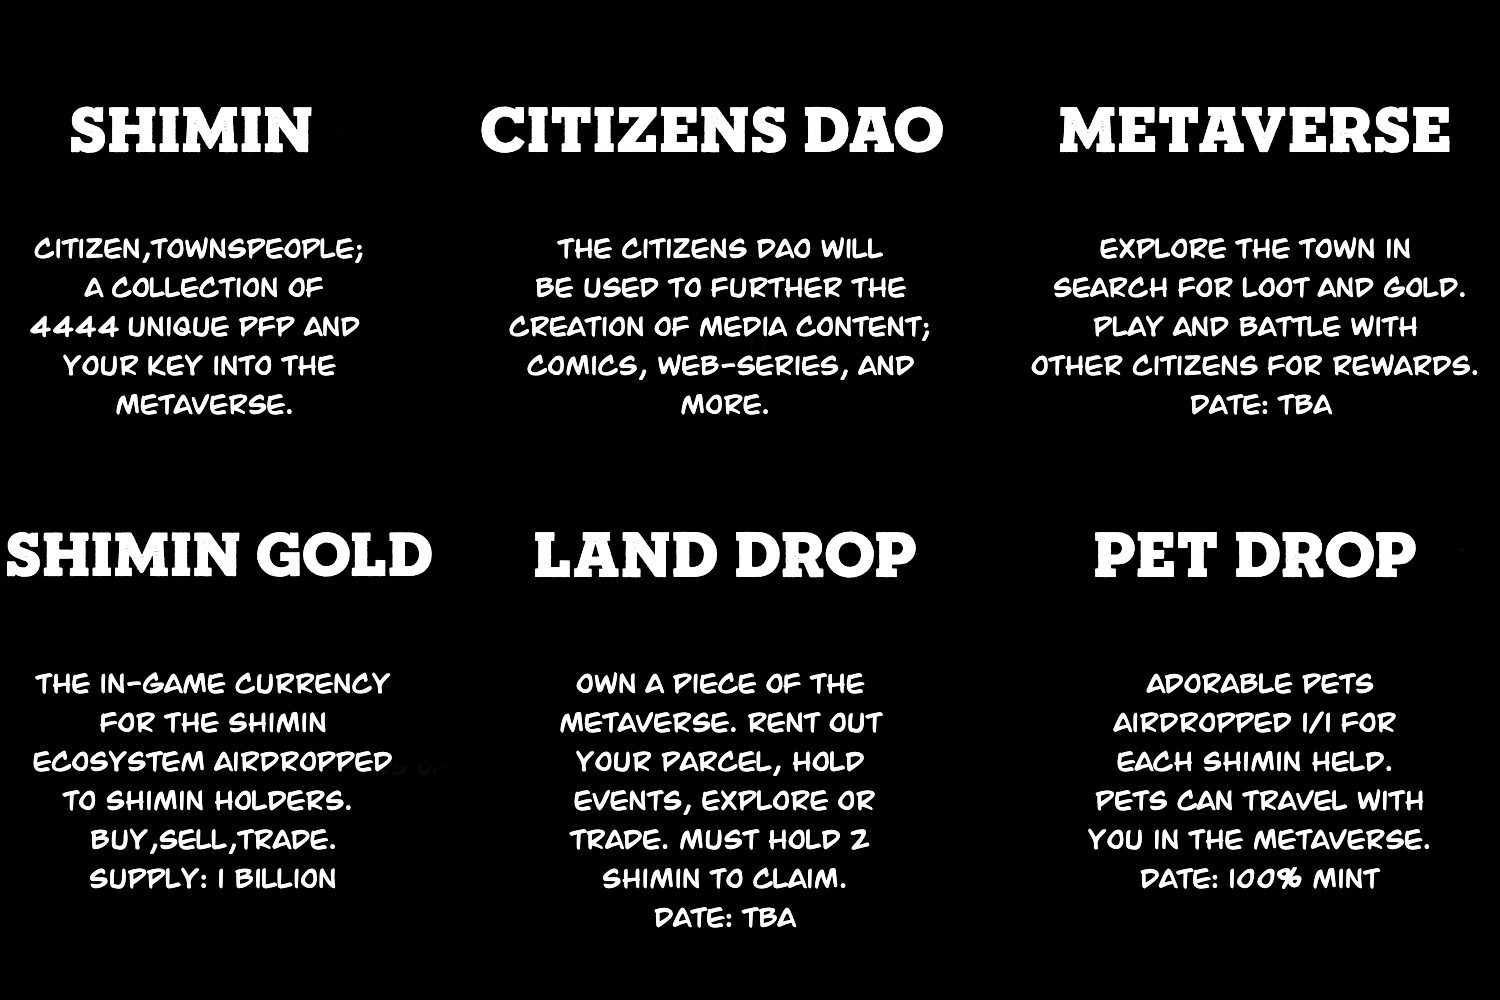 SHIMIN
CITIZEN,TOWNSPEOPLE;
A COLLECTION OF
4444 UNIQUE PFP AND
YOUR KEY INTO THE
METAVERSE.
CITIZENS DAO
THE CITIZENS DAO WILL
BE USED TO FURTHER THE
CREATION OF MEDIA CONTENT;
COMICS, WEB-SERIES, AND
MORE.
METAVERSE
EXPLORE THE TOWN IN
SEARCH FOR LOOT AND GOLD.
PLAY AND BATTLE WITH
OTHER CITIZENS FOR REWARDS.
DATE: TBA
SHIMIN GOLD
THE IN-GAME CURRENCY
FOR THE SHIMIN
ECOSYSTEM AIRDROPPED
TO SHIMIN HOLDERS.
BUY,SELL,TRADE.
SUPPLY: 1 BILLION
LAND DROP
OWN A PIECE OF THE
METAVERSE. RENT OUT
YOUR PARCEL, HOLD
EVENTS, EXPLORE OR
TRADE. MUST HOLD 2
SHIMIN TO CLAIM.
DATE: TBA
PET DROP
ADORABLE PETS
AIRDROPPED 1/1 FOR
EACH SHIMIN HELD.
PETS CAN TRAVEL WITH
YOU IN THE METAVERSE.
DATE: 100% MINT